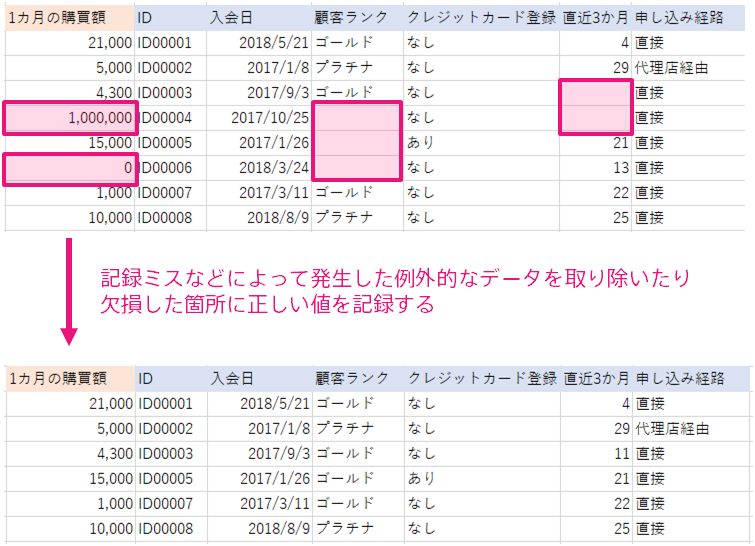 1カ月の購買額 ID 入会日 顧客ランク クレジットカード登録 直近3か月 申し込み経路
21,000 ID00001 2018/5/21 ゴールド なし 4 直接
5,000 ID00002 2017/1/8 プラチナ なし 29 代理店経由
4,300 ID00003 2017/9/3 ゴールド なし 直接
1,000,000 ID00004 2017/10/25 なし 直接
15,000 ID00005 2017/1/26 あり 21 直接
0 ID00006 2018/3/24 なし 13 直接
1,000 ID00007 2017/3/11 ゴールド なし 22 直接
10,000 ID00008 2018/8/9 プラチナ なし 25 直接
記録ミスなどによって発生した例外的なデータを取り除いたり
欠損した箇所に正しい値を記録する
1カ月の購買額 ID 入会日 顧客ランク クレジットカード登録 直近3か月 申し込み経路
21,000 ID00001 2018/5/21 ゴールド なし 4 直接
5,000 ID00002 2017/1/8 プラチナ なし 29 代理店経由
4,300 ID00003 2017/9/3 ゴールド なし 11 直接
15,000 ID00005 2017/1/26 ゴールド あり 21 直接
1,000 ID00007 2017/3/11 ゴールド なし 22 直接
10,000 ID00008 2018/8/9 プラチナ なし 25 直接